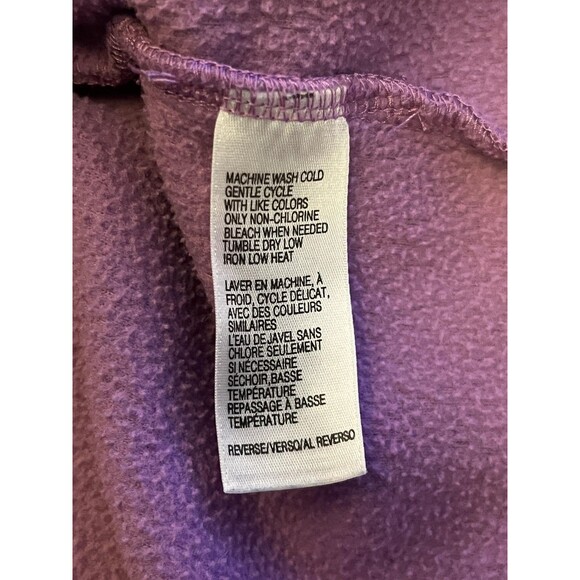 MACHINE WASH COLD
GENTLE CYCLE
WITH LIKE COLORS
ONLY NON-CHLORINE
BLEACH WHEN NEEDED
TUMBLE DRY LOW
IRON LOW HEAT
LAVER EN MACHINE, À
FROID, CYCLE DÉLICAT,
AVEC DES COULEURS
SIMILAIRES
L'EAU DE JAVEL SANS
CHLORE SEULEMENT
SI NÉCESSAIRE
SÉCHOIR,BASSE
TEMPÉRATURE
REPASSAGE À BASSE
TEMPÉRATURE
REVERSE/VERSO/AL REVERSO